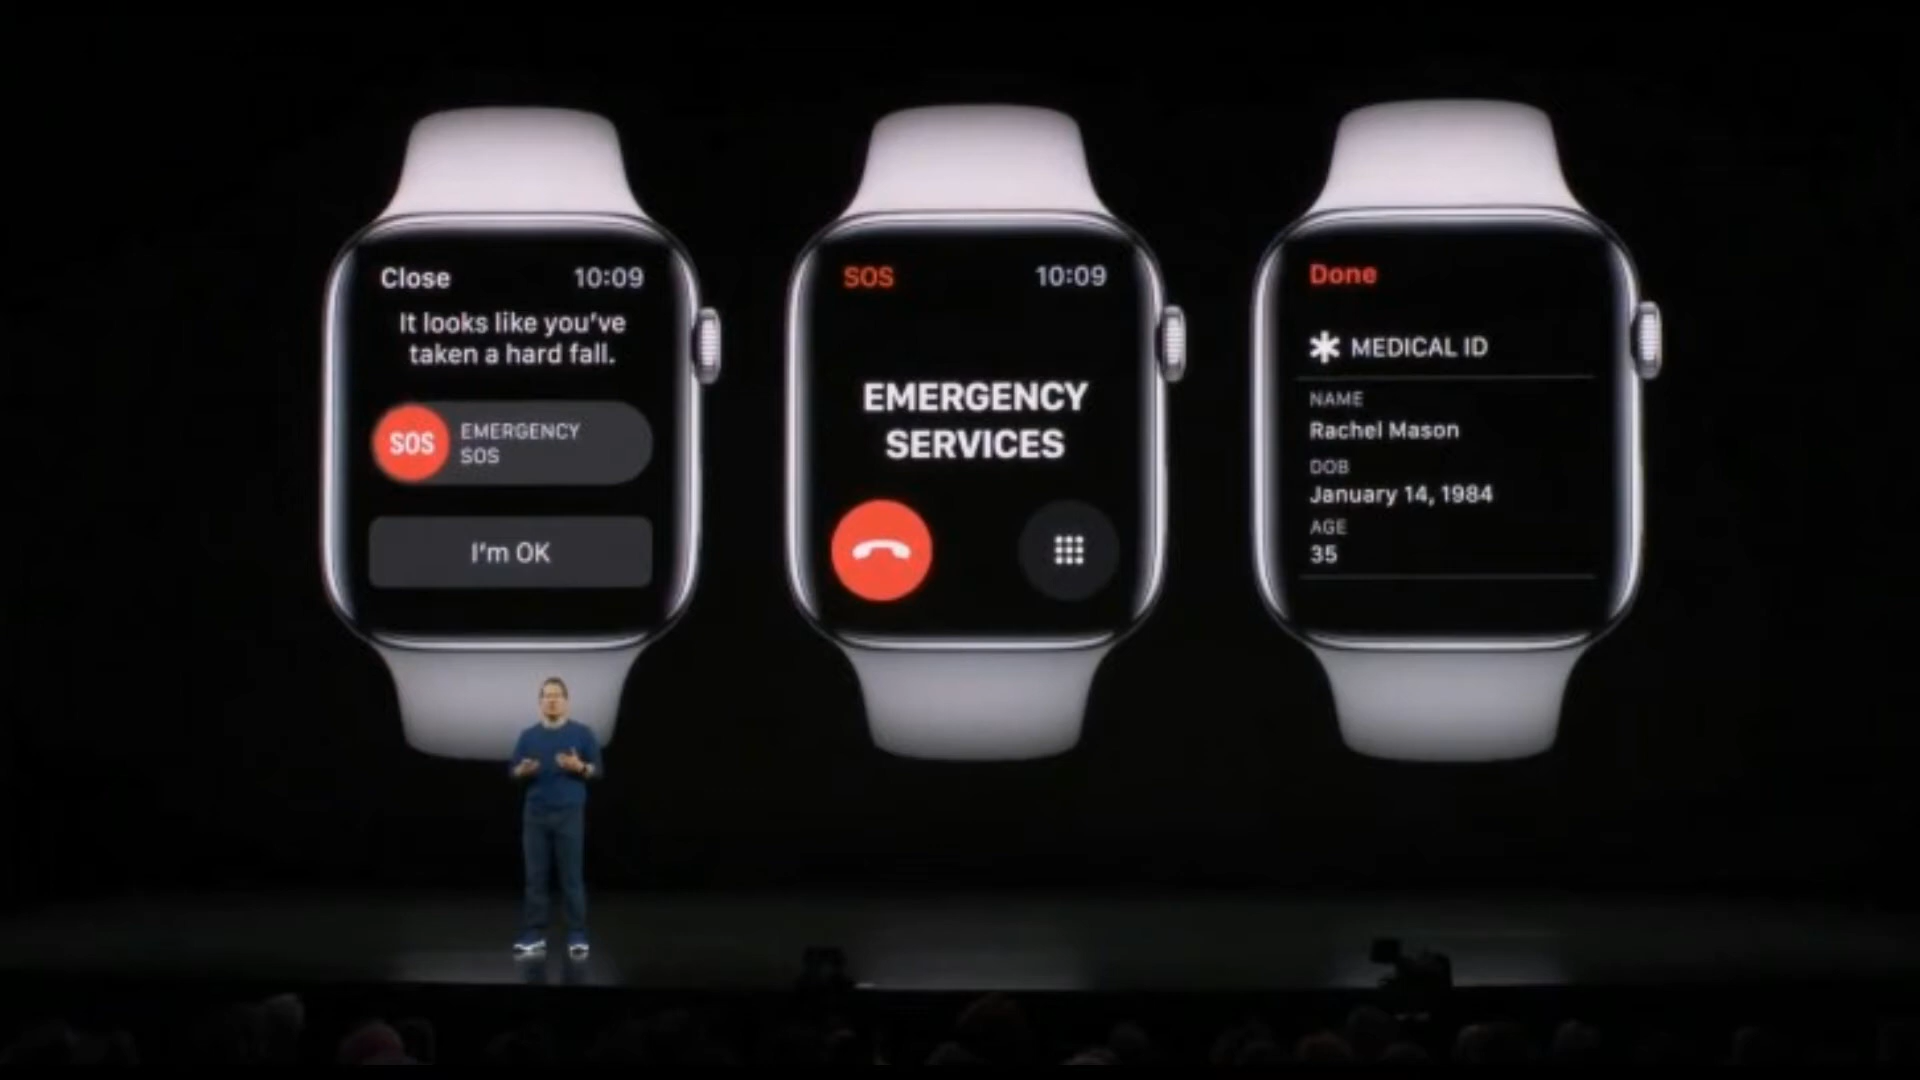 Close 10:09
It looks like you've
taken a hard fall.
SOS EMERGENCY
SOS
I'm OK
SOS 10:09
EMERGENCY
SERVICES
Done
MEDICAL ID
NAME
Rachel Mason
DOB
January 14, 1984
AGE
35